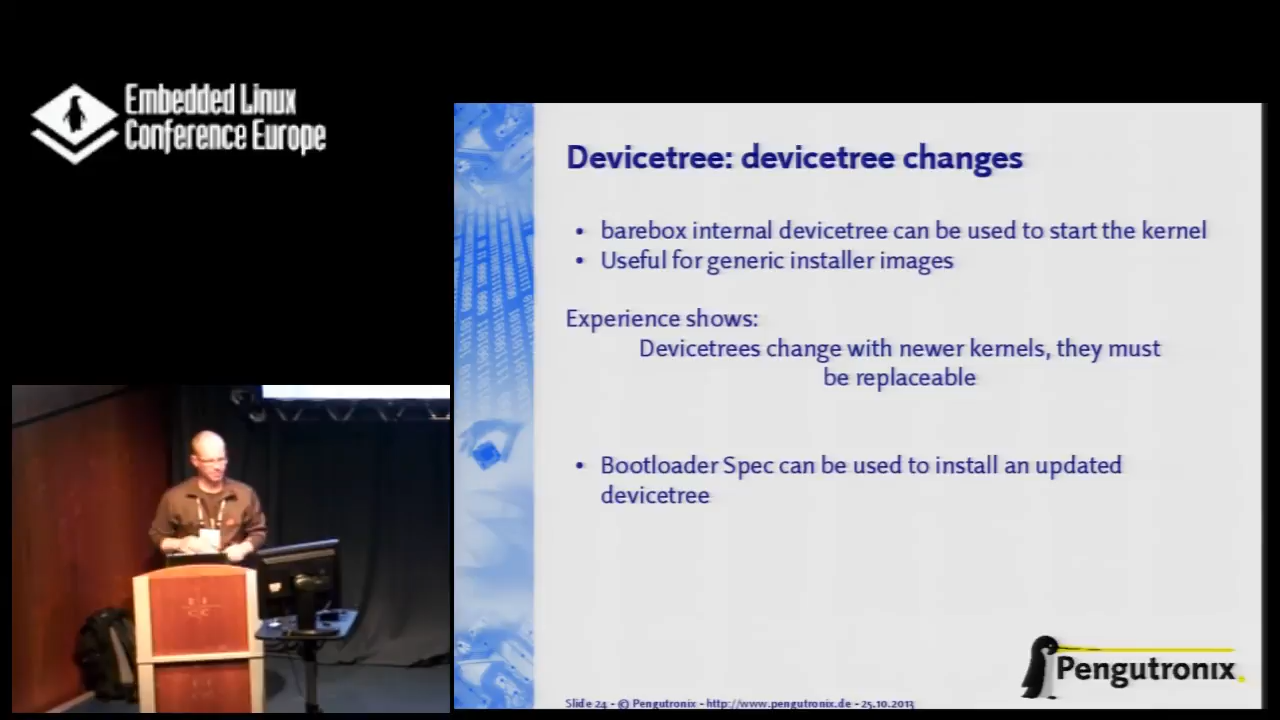 Embedded Linux
Conference Europe
Devicetree: devicetree changes
• barebox internal devicetree can be used to start the kernel
• Useful for generic installer images
Experience shows:
Devicetrees change with newer kernels, they must
be replaceable
• Bootloader Spec can be used to install an updated
devicetree
Pengutronix
Slide 24 - © Pengutronix - http://www.pengutronix.de - 25.10.2013